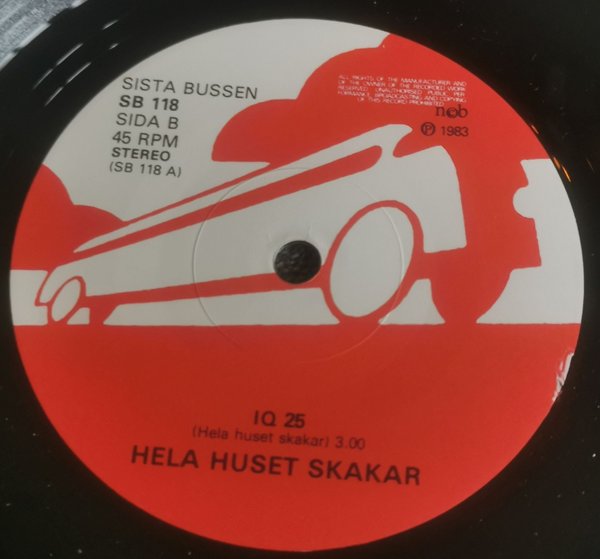 SISTA BUSSEN
SB 118
SIDA B
45 RPM
STEREO
(SB 118 A)
ALL RIGHTS OF THE MANUFACTURER AND
OF THE OWNER OF THE RECORDED WORK
RESERVED UNAUTHORISED PUBLIC PER-
FORMANCE, BROADCASTING AND COPYING
OF THIS RECORD PROHIBITED
ncb
Ⓟ 1983
IQ 25
(Hela huset skakar) 3.00
HELA HUSET SKAKAR